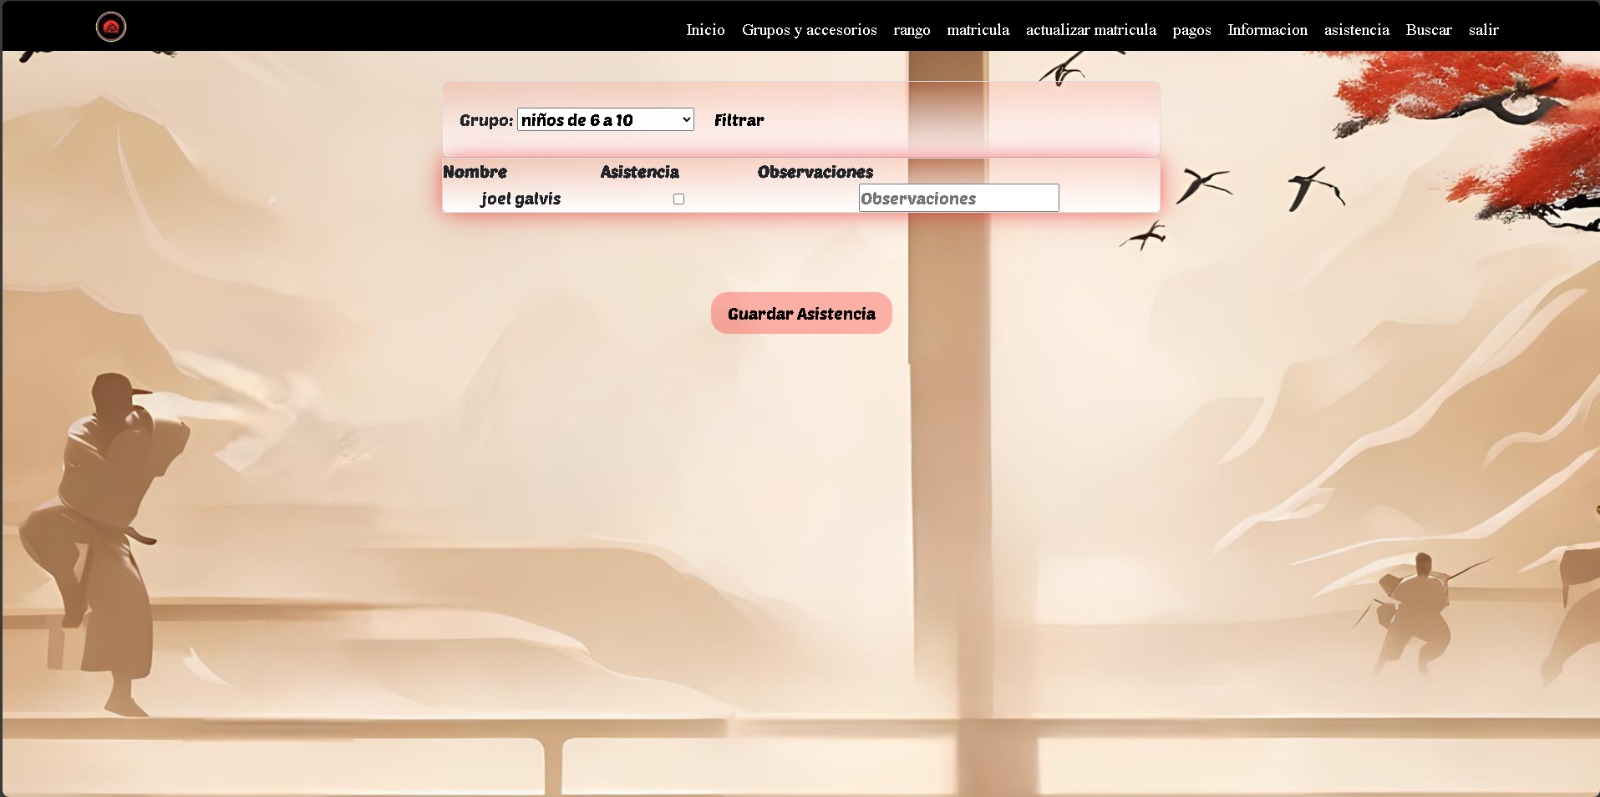 Inicio Grupos y accesorios rango matricula actualizar matricula pagos Informacion asistencia Buscar salir
Grupo: niños de 6 a 10 Filtrar
Nombre Asistencia Observaciones
joel galvis Observaciones
Guardar Asistencia